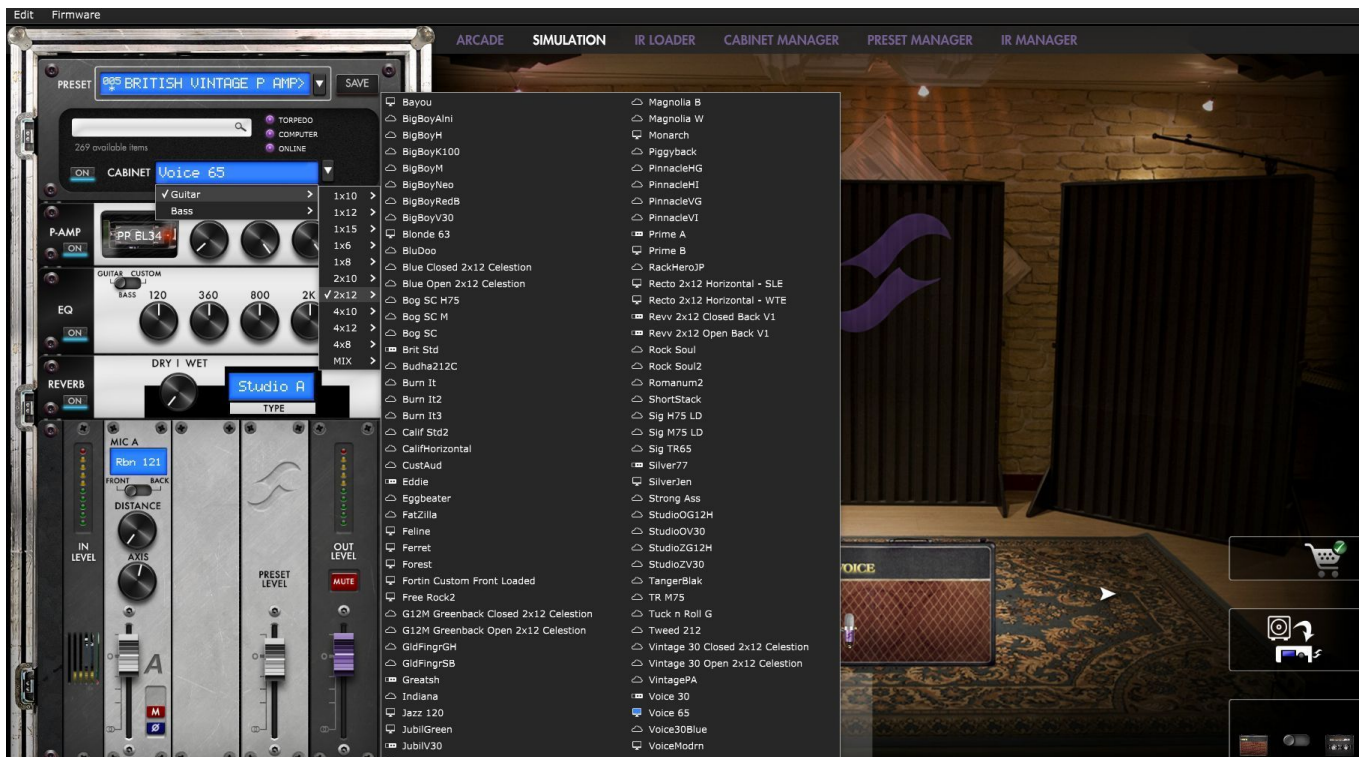 Edit Firmware
ARCADE SIMULATION IR LOADER CABINET MANAGER PRESET MANAGER IR MANAGER
PRESET 005 BRITISH VINTAGE P AMP> SAVE
TORPEDO
COMPUTER
269 available items ONLINE
ON CABINET Voice 65
✓ Guitar >
Bass >
P-AMP
ON
PR EL34
GUITAR CUSTOM
BASS 120 360 800 2K
EQ
ON
DRY | WET
REVERB
ON
Studio A
TYPE
1x10 >
1x12 >
1x15 >
1x6 >
1x8 >
2x10 >
✓ 2x12 >
4x10 >
4x12 >
4x8 >
MIX >
Bayou
BigBoyAlni
BigBoyH
BigBoyK100
BigBoyM
BigBoyNeo
BigBoyRedB
BigBoyV30
Blonde 63
BluDoo
Blue Closed 2x12 Celestion
Blue Open 2x12 Celestion
Bog SC H75
Bog SC M
Bog SC
Brit Std
Budha212C
Burn It
Burn It2
Burn It3
Calif Std2
CalifHorizontal
CustAud
Eddie
Eggbeater
FatZilla
Feline
Ferret
Forest
Fortin Custom Front Loaded
Free Rock2
G12M Greenback Closed 2x12 Celestion
G12M Greenback Open 2x12 Celestion
GldFingrGH
GldFingrSB
Greatsh
Indiana
Jazz 120
JubilGreen
JubilV30
Magnolia B
Magnolia W
Monarch
Piggyback
PinnacleHG
PinnacleHI
PinnacleVG
PinnacleVI
Prime A
Prime B
RackHeroJP
Recto 2x12 Horizontal - SLE
Recto 2x12 Horizontal - WTE
Revv 2x12 Closed Back V1
Revv 2x12 Open Back V1
Rock Soul
Rock Soul2
Romanum2
ShortStack
Sig H75 LD
Sig M75 LD
Sig TR65
Silver77
SilverJen
Strong Ass
StudioOG12H
StudioOV30
StudioZG12H
StudioZV30
TangerBlak
TR M75
Tuck n Roll G
Tweed 212
Vintage 30 Closed 2x12 Celestion
Vintage 30 Open 2x12 Celestion
VintagePA
Voice 30
Voice 65
Voice30Blue
VoiceModrn
MIC A
Rbn 121
FRONT BACK
DISTANCE
AXIS
IN
LEVEL
PRESET
LEVEL
OUT
LEVEL
MUTE
A
M
Ø
VOICE